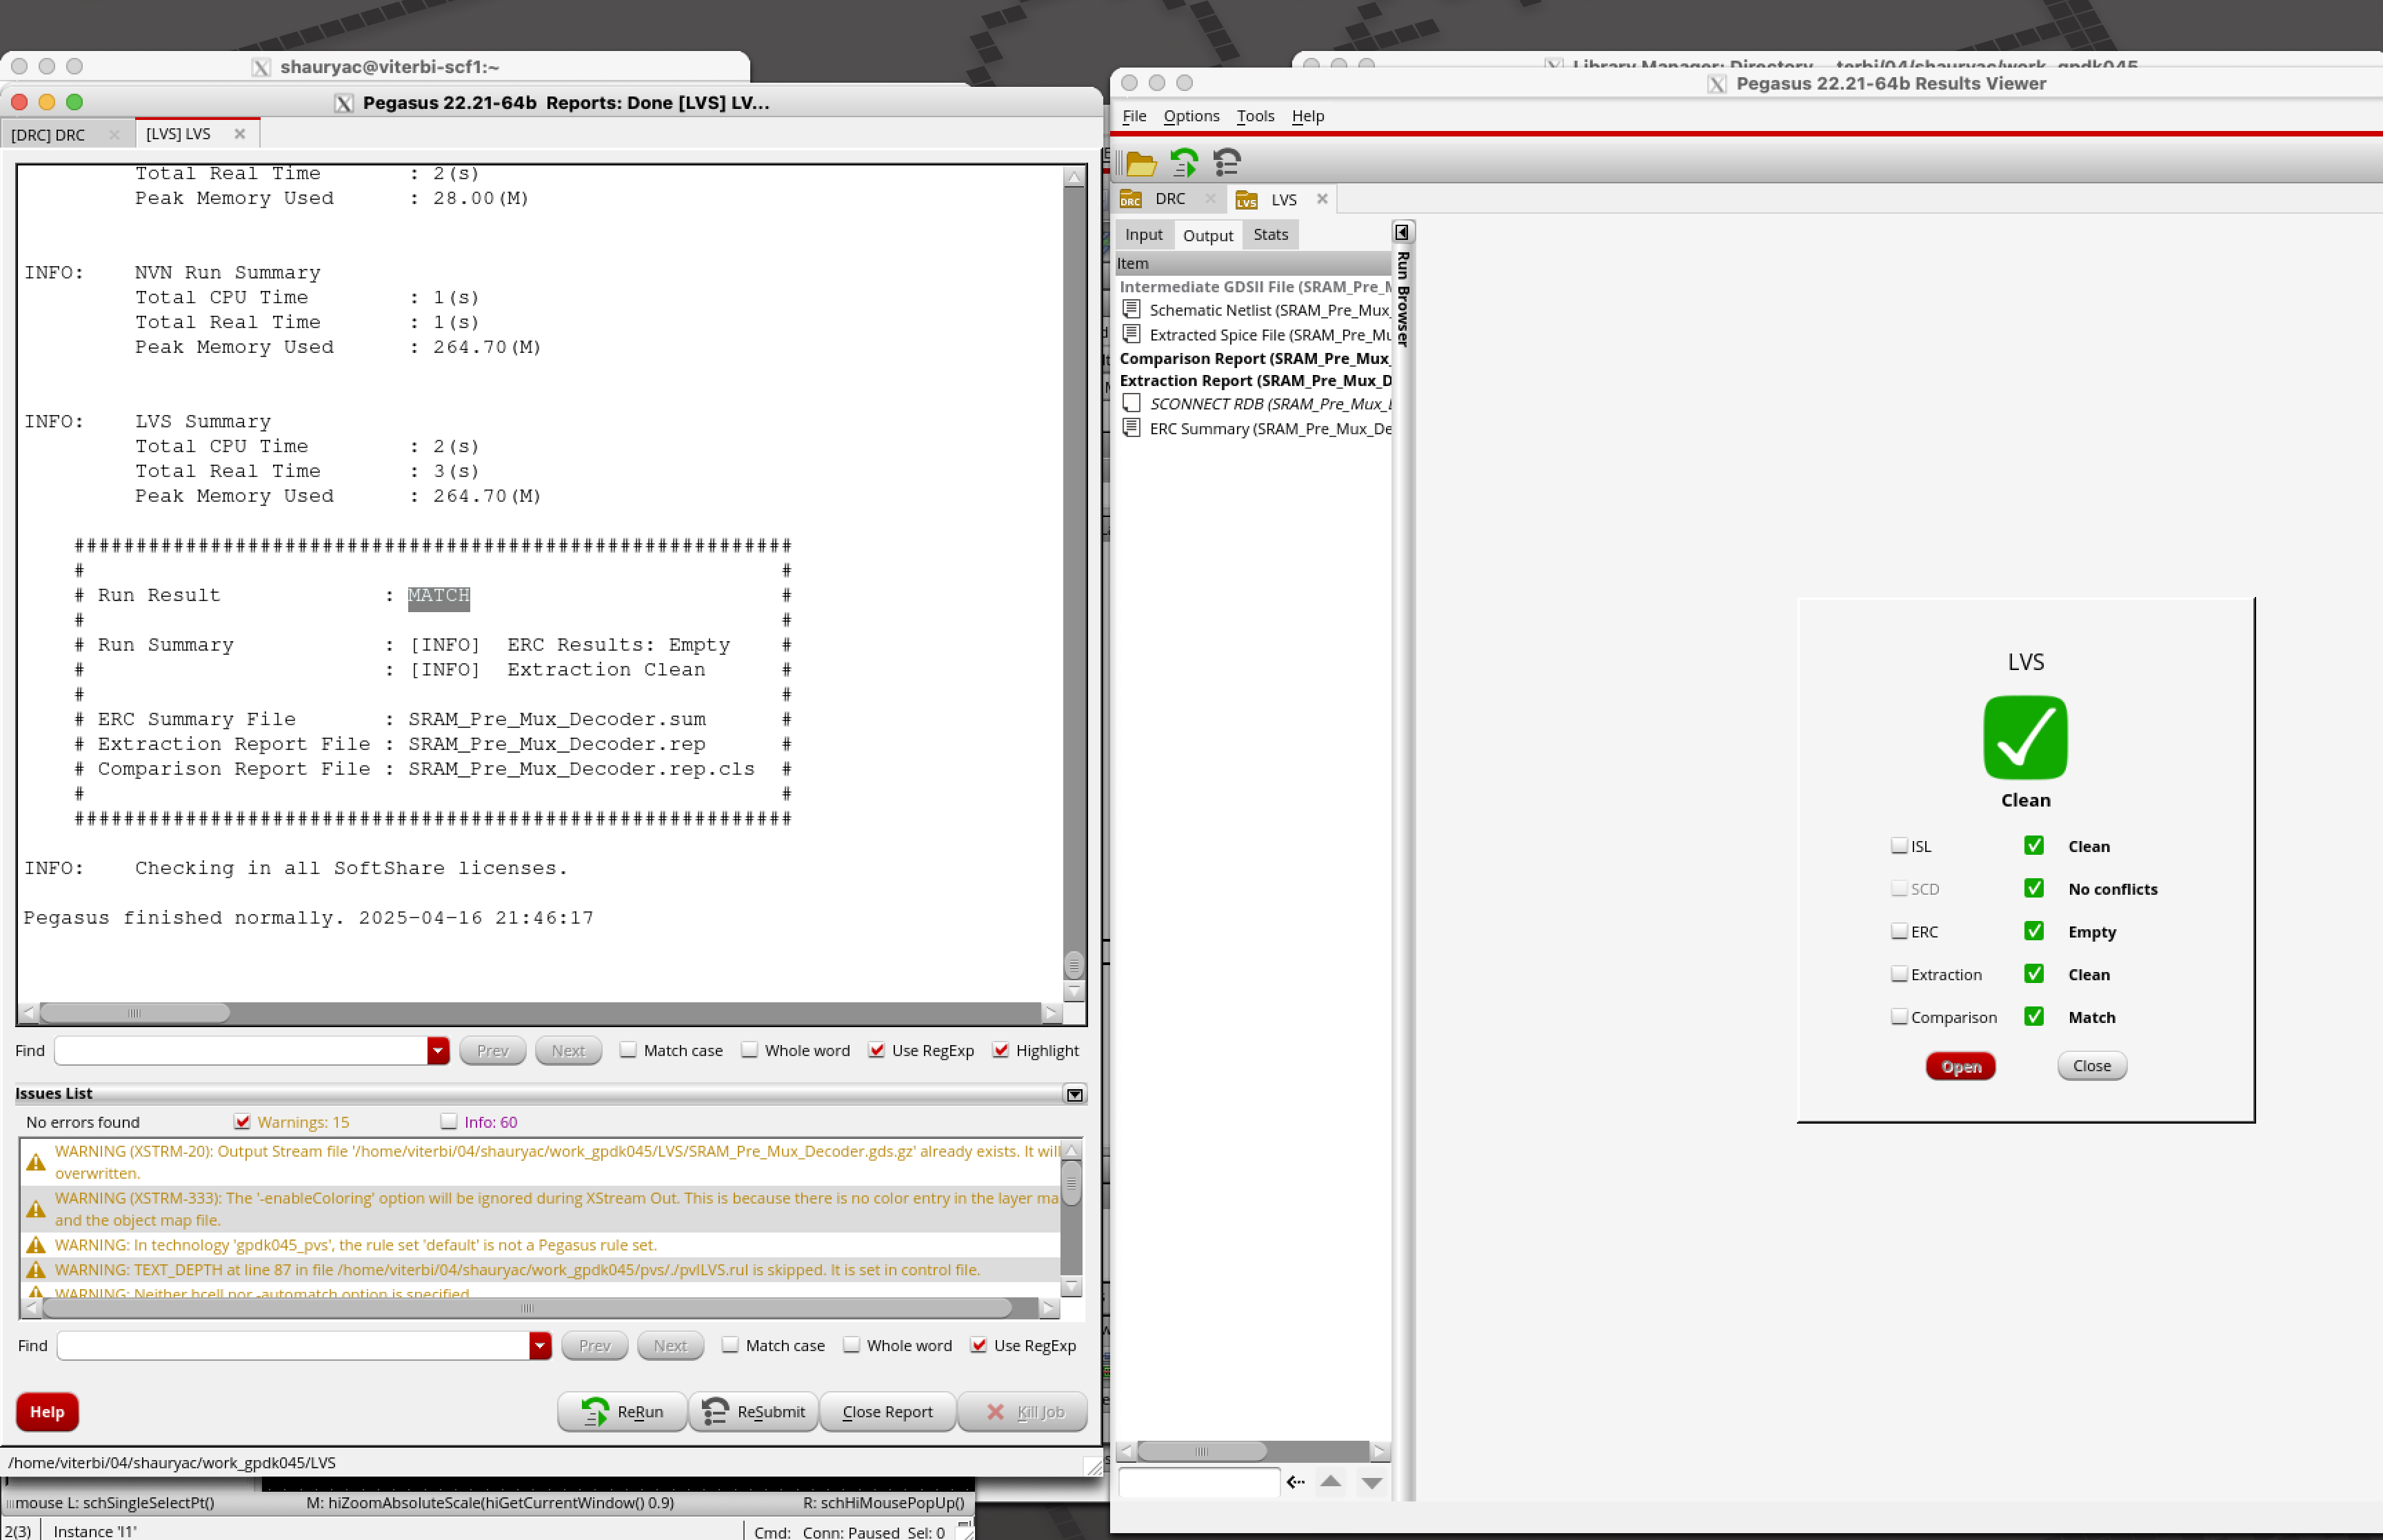 shauryac@viterbi-scf1:~
Pegasus 22.21-64b Reports: Done [LVS] LV...
[DRC] DRC
[LVS] LVS
Total Real Time : 2(s)
Peak Memory Used : 28.00(M)
INFO: NVN Run Summary
Total CPU Time : 1(s)
Total Real Time : 1(s)
Peak Memory Used : 264.70(M)
INFO: LVS Summary
Total CPU Time : 2(s)
Total Real Time : 3(s)
Peak Memory Used : 264.70(M)
##########################################################
# #
# Run Result : MATCH #
# #
# Run Summary : [INFO] ERC Results: Empty #
# : [INFO] Extraction Clean #
# #
# ERC Summary File : SRAM_Pre_Mux_Decoder.sum #
# Extraction Report File : SRAM_Pre_Mux_Decoder.rep #
# Comparison Report File : SRAM_Pre_Mux_Decoder.rep.cls #
# #
##########################################################
INFO: Checking in all SoftShare licenses.
Pegasus finished normally. 2025-04-16 21:46:17
Find Prev Next Match case Whole word Use RegExp Highlight
Issues List
No errors found Warnings: 15 Info: 60
WARNING (XSTRM-20): Output Stream file '/home/viterbi/04/shauryac/work_gpdk045/LVS/SRAM_Pre_Mux_Decoder.gds.gz' already exists. It will
overwritten.
WARNING (XSTRM-333): The '-enableColoring' option will be ignored during XStream Out. This is because there is no color entry in the layer ma
and the object map file.
WARNING: In technology 'gpdk045_pvs', the rule set 'default' is not a Pegasus rule set.
WARNING: TEXT_DEPTH at line 87 in file /home/viterbi/04/shauryac/work_gpdk045/pvs/./pvlLVS.rul is skipped. It is set in control file.
WARNING: Neither hcell nor -automatch option is specified
Find Prev Next Match case Whole word Use RegExp
Help ReRun ReSubmit Close Report Kill Job
/home/viterbi/04/shauryac/work_gpdk045/LVS
mouse L: schSingleSelectPt() M: hiZoomAbsoluteScale(hiGetCurrentWindow() 0.9) R: schHiMousePopUp()
2(3) Instance 'I1' Cmd: Conn: Paused Sel: 0
Library Manager: Directory ...terbi/04/shauryac/work_gpdk045
Pegasus 22.21-64b Results Viewer
File Options Tools Help
DRC DRC
LVS LVS
Input Output Stats
Item
Intermediate GDSII File (SRAM_Pre_M
Schematic Netlist (SRAM_Pre_Mux_
Extracted Spice File (SRAM_Pre_Mu
Comparison Report (SRAM_Pre_Mux_
Extraction Report (SRAM_Pre_Mux_D
SCONNECT RDB (SRAM_Pre_Mux_
ERC Summary (SRAM_Pre_Mux_De
Run Browser
LVS
Clean
ISL Clean
SCD No conflicts
ERC Empty
Extraction Clean
Comparison Match
Open Close